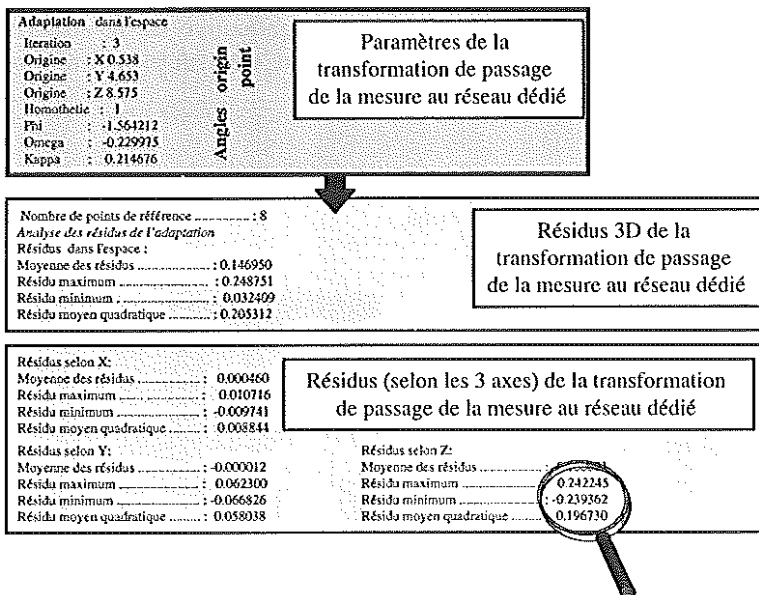 Adaptation dans l'espace
Iteration : 3
Origine : X 0.538
Origine : Y 4.653
Origine : Z 8.575
Homothetie : 1
Phi : -1.564212
Omega : -0.229975
Kappa : 0.214676
Angles origin
point
Paramètres de la
transformation de passage
de la mesure au réseau dédié
Nombre de points de référence ............ : 8
Analyse des résidus de l'adaptation
Résidus dans l'espace :
Moyenne des résidus ................ : 0.146950
Résidu maximum .................... : 0.248751
Résidu minimum .................... : 0.032409
Résidu moyen quadratique ......... : 0.205312
Résidus 3D de la
transformation de passage
de la mesure au réseau dédié
Résidus selon X:
Moyenne des résidus ............... : 0.000460
Résidu maximum .................... : 0.010716
Résidu minimum .................... : -0.009741
Résidu moyen quadratique ........ : 0.008844
Résidus (selon les 3 axes) de la transformation
de passage de la mesure au réseau dédié
Résidus selon Y:
Moyenne des résidus ............... : -0.000012
Résidu maximum .................... : 0.062300
Résidu minimum .................... : -0.066826
Résidu moyen quadratique ........ : 0.058038
Résidus selon Z:
Moyenne des résidus ...............
Résidu maximum .................... 0.242245
Résidu minimum .................... : -0.239362
Résidu moyen quadratique ........ 0.196730